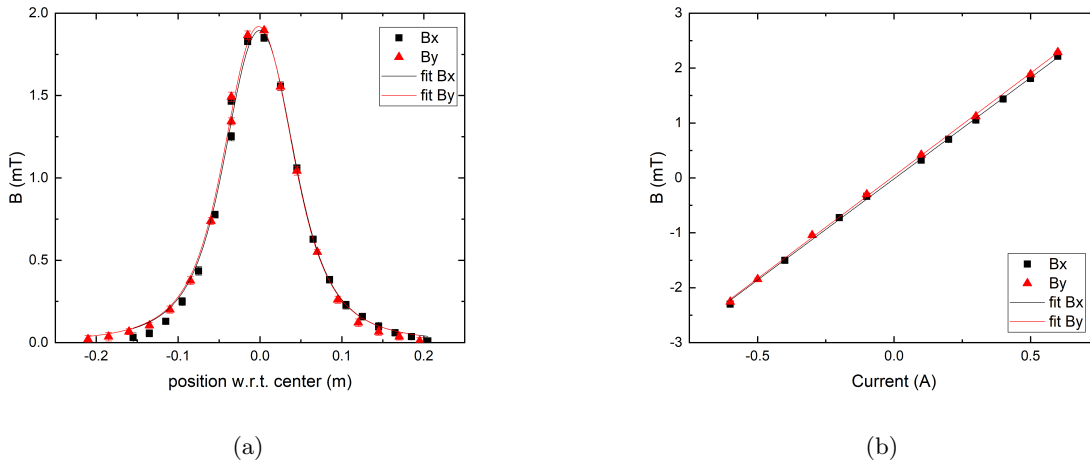 2.0
1.5
1.0
0.5
0.0
B (mT)
-0.2
-0.1
0.0
0.1
0.2
position w.r.t. center (m)
Bx
By
fit Bx
fit By
(a)
3
2
1
0
-1
-2
-3
B (mT)
-0.5
0.0
0.5
Current (A)
Bx
By
fit Bx
fit By
(b)